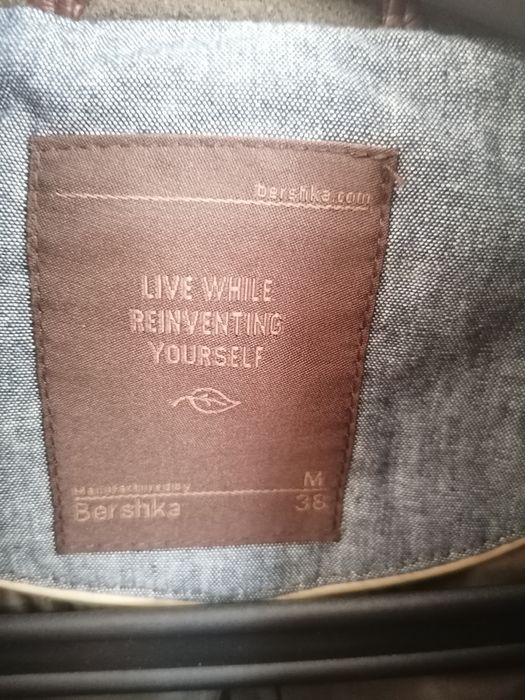 bershka.com
LIVE WHILE
REINVENTING
YOURSELF
Manufactured by
Bershka
M
38